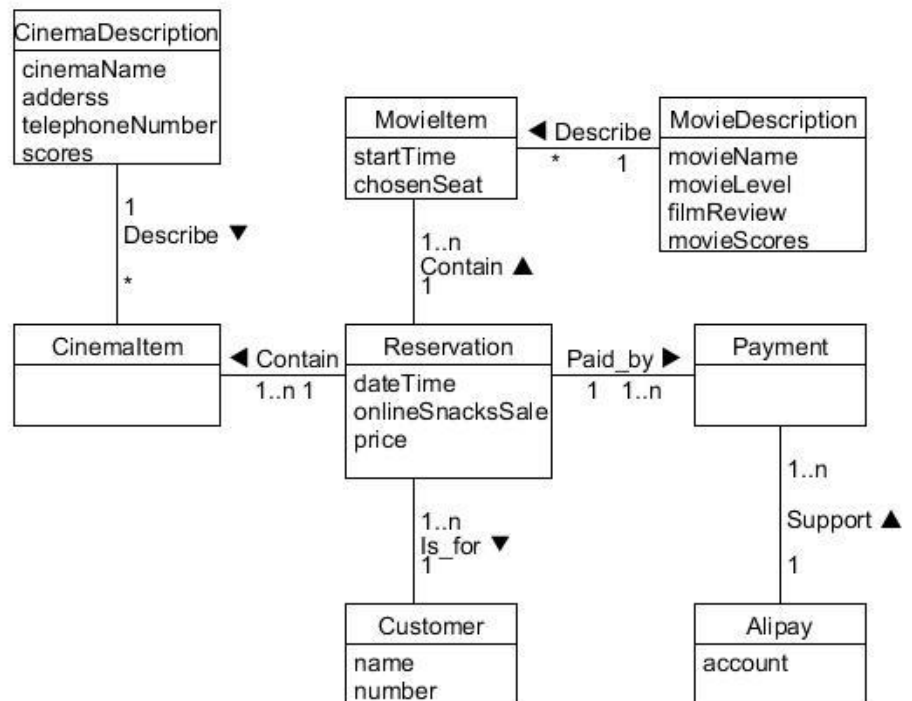 CinemaDescription
cinemaName
adderss
telephoneNumber
scores
MovieItem
startTime
chosenSeat
◀ Describe
* 1
MovieDescription
movieName
movieLevel
filmReview
movieScores
1
Describe ▼
*
1..n
Contain ▲
1
CinemaItem
◀ Contain
1..n 1
Reservation
dateTime
onlineSnacksSale
price
Paid_by ▶
1 1..n
Payment
1..n
Is_for ▼
1
1..n
Support ▲
1
Customer
name
number
Alipay
account